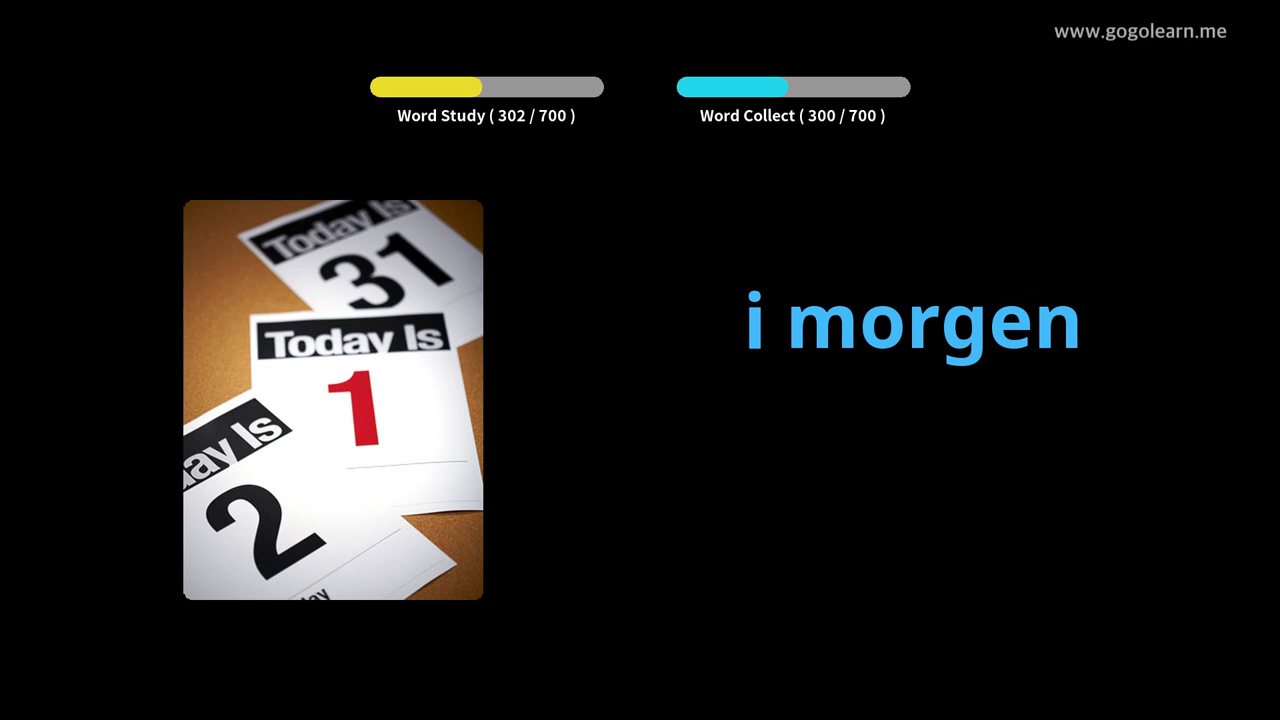 www.gogolearn.me
Word Study ( 302 / 700 )
Word Collect ( 300 / 700 )
Today Is
31
Today Is
1
ay Is
2
ay
i morgen